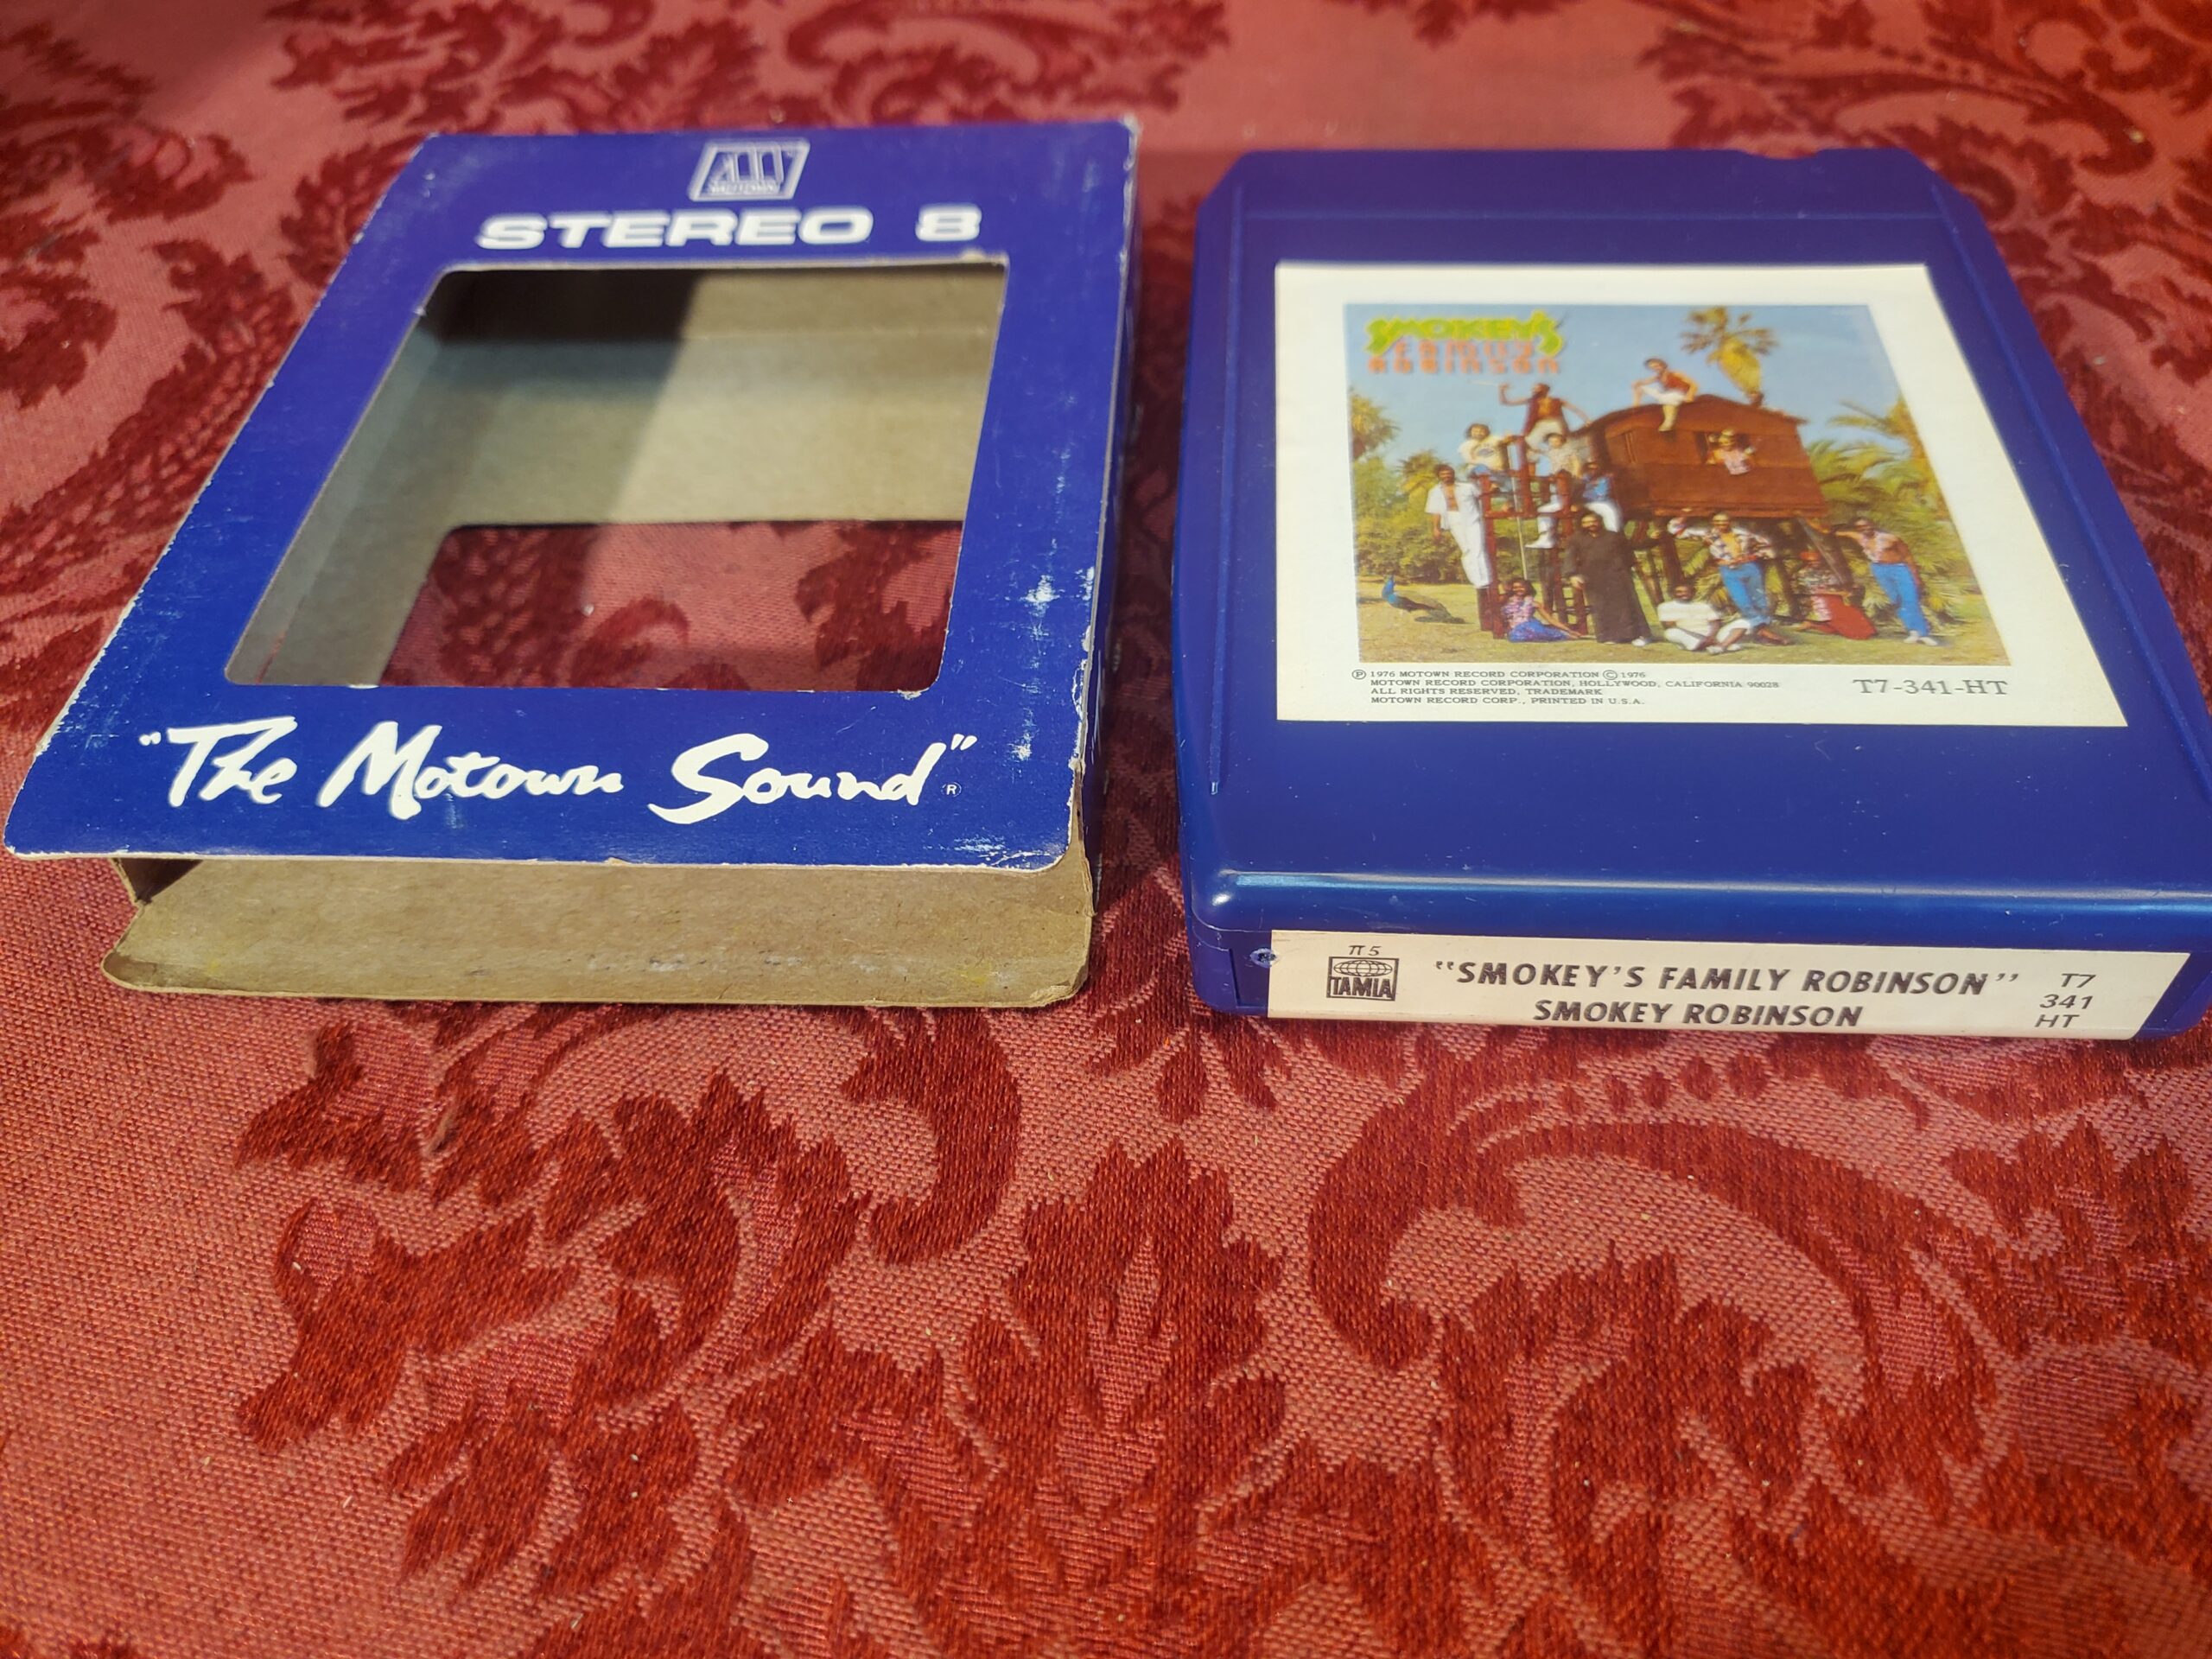 MOTOWN
STEREO 8
"The Motown Sound" ®
SMOKEY'S
FAMILY
ROBINSON
Ⓟ 1976 MOTOWN RECORD CORPORATION © 1976
MOTOWN RECORD CORPORATION, HOLLYWOOD, CALIFORNIA 90028
ALL RIGHTS RESERVED, TRADEMARK
MOTOWN RECORD CORP., PRINTED IN U.S.A.
T7-341-HT
π 5
TAMLA
"SMOKEY'S FAMILY ROBINSON"
SMOKEY ROBINSON
T7
341
HT